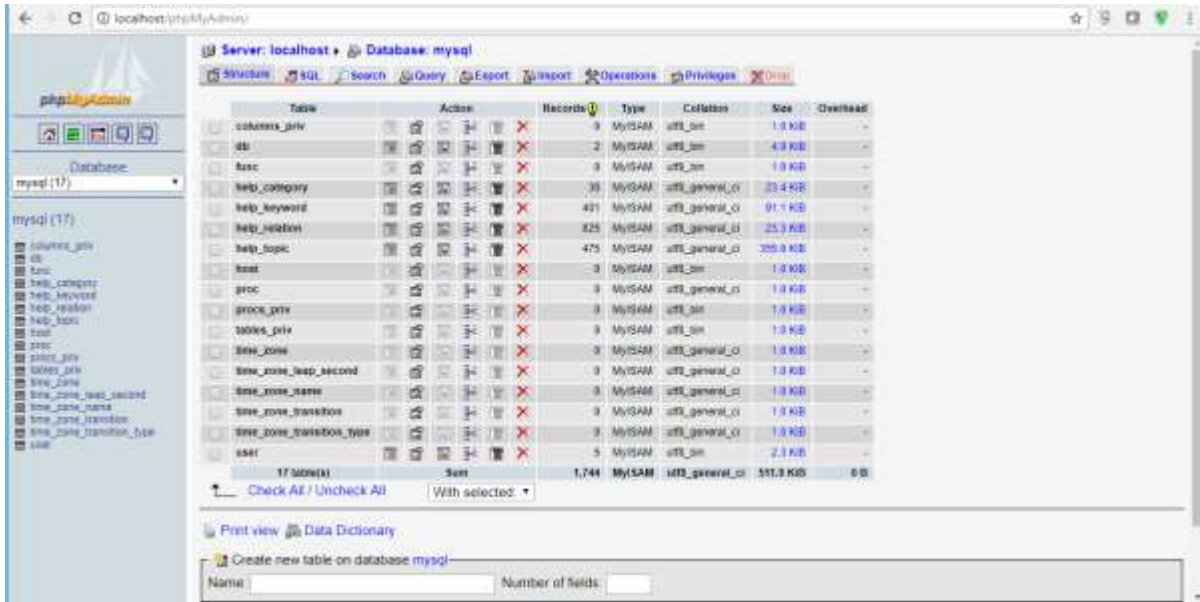 localhost/phpMyAdmin/
Server: localhost Database: mysql
Structure SQL Search Query Export Import Operations Privileges Drop
phpMyAdmin
Database
mysql (17)
mysql (17)
columns_priv
db
func
help_category
help_keyword
help_relation
help_topic
host
proc
procs_priv
tables_priv
time_zone
time_zone_leap_second
time_zone_name
time_zone_transition
time_zone_transition_type
user
Table Action Records Type Collation Size Overhead
columns_priv 0 MyISAM utf8_bin 1.0 KiB -
db 2 MyISAM utf8_bin 4.0 KiB -
func 0 MyISAM utf8_bin 1.0 KiB -
help_category 36 MyISAM utf8_general_ci 23.4 KiB -
help_keyword 401 MyISAM utf8_general_ci 91.1 KiB -
help_relation 825 MyISAM utf8_general_ci 25.3 KiB -
help_topic 475 MyISAM utf8_general_ci KiB -
host 0 MyISAM utf8_bin 1.0 KiB -
proc 0 MyISAM utf8_general_ci 1.0 KiB -
procs_priv 0 MyISAM utf8_bin 1.0 KiB -
tables_priv 0 MyISAM utf8_bin 1.0 KiB -
time_zone 0 MyISAM utf8_general_ci 1.0 KiB -
time_zone_leap_second 0 MyISAM utf8_general_ci 1.0 KiB -
time_zone_name 0 MyISAM utf8_general_ci 1.0 KiB -
time_zone_transition 0 MyISAM utf8_general_ci 1.0 KiB -
time_zone_transition_type 0 MyISAM utf8_general_ci 1.0 KiB -
user 5 MyISAM utf8_bin 2.3 KiB -
17 table(s) Sum 1,744 MyISAM utf8_general_ci KiB 0 B
Check All / Uncheck All With selected:
Print view Data Dictionary
Create new table on database mysql
Name: Number of fields: